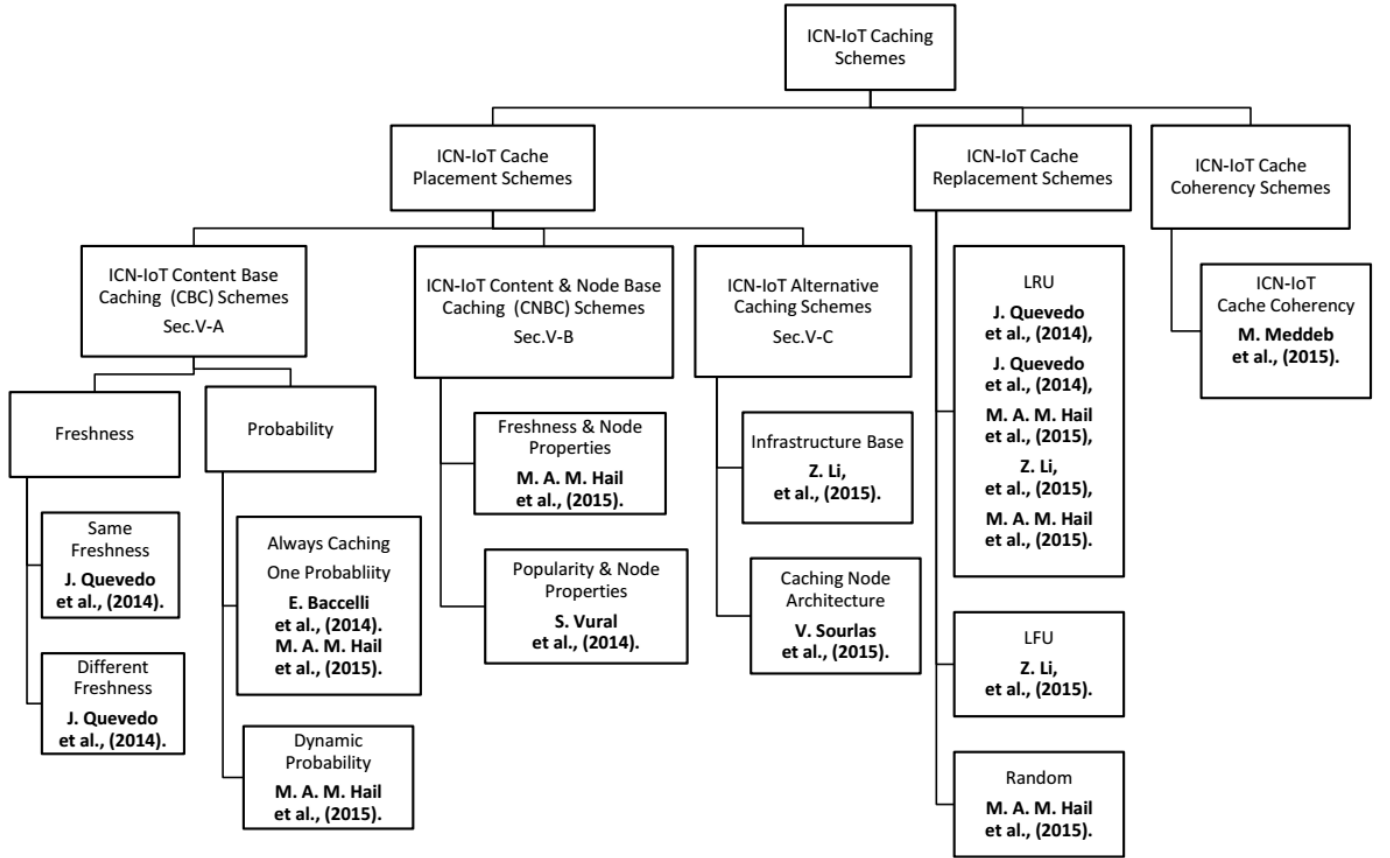 ICN-IoT Caching
Schemes
ICN-IoT Cache
Placement Schemes
ICN-IoT Cache
Replacement Schemes
ICN-IoT Cache
Coherency Schemes
ICN-IoT Content Base
Caching (CBC) Schemes
Sec.V-A
ICN-IoT Content & Node Base
Caching (CNBC) Schemes
Sec.V-B
ICN-IoT Alternative
Caching Schemes
Sec.V-C
LRU
J. Quevedo
et al., (2014),
J. Quevedo
et al., (2014),
M. A. M. Hail
et al., (2015),
Z. Li,
et al., (2015),
M. A. M. Hail
et al., (2015).
ICN-IoT
Cache Coherency
M. Meddeb
et al., (2015).
Freshness
Probability
Freshness & Node
Properties
M. A. M. Hail
et al., (2015).
Infrastructure Base
Z. Li,
et al., (2015).
Same
Freshness
J. Quevedo
et al., (2014).
Always Caching
One Probabliity
E. Baccelli
et al., (2014).
M. A. M. Hail
et al., (2015).
Popularity & Node
Properties
S. Vural
et al., (2014).
Caching Node
Architecture
V. Sourlas
et al., (2015).
LFU
Z. Li,
et al., (2015).
Different
Freshness
J. Quevedo
et al., (2014).
Dynamic
Probability
M. A. M. Hail
et al., (2015).
Random
M. A. M. Hail
et al., (2015).